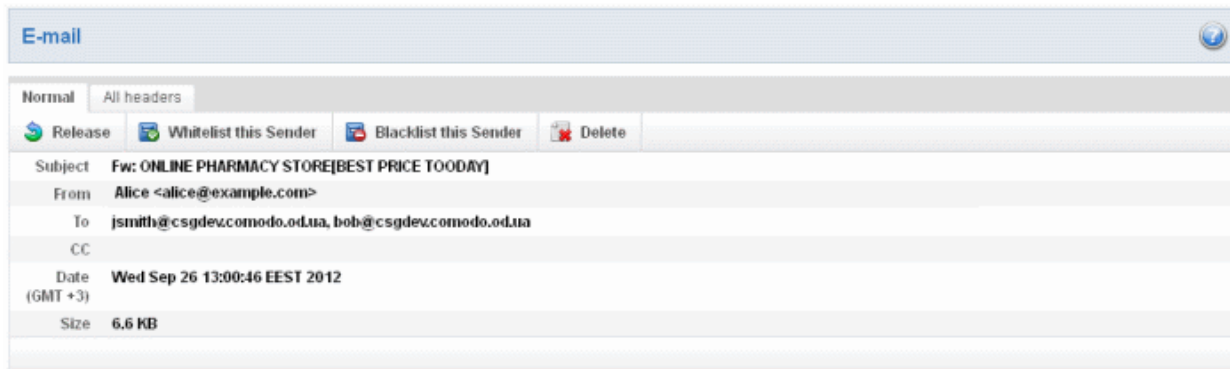 E-mail
Normal All headers
Release Whitelist this Sender Blacklist this Sender Delete
Subject Fw: ONLINE PHARMACY STORE[BEST PRICE TOODAY]
From Alice <alice@example.com>
To jsmith@csgdev.comodo.od.ua, bob@csgdev.comodo.od.ua
CC
Date Wed Sep 26 13:00:46 EEST 2012
(GMT +3)
Size 6.6 KB